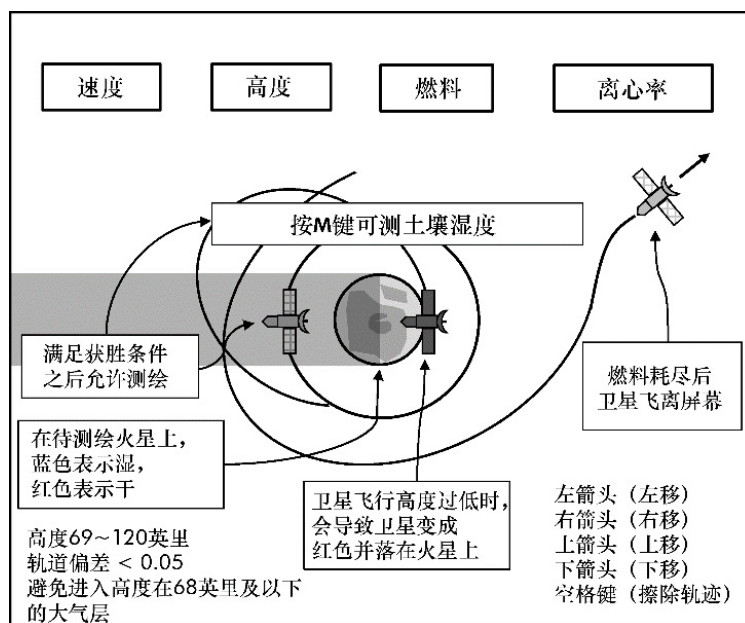 速度
高度
燃料
离心率
按M键可测土壤湿度
满足获胜条件
之后允许测绘
燃料耗尽后
卫星飞离屏幕
在待测绘火星上,
蓝色表示湿,
红色表示干
卫星飞行高度过低时,
会导致卫星变成
红色并落在火星上
高度69~120英里
轨道偏差 < 0.05
避免进入高度在68英里及以下
的大气层
左箭头（左移）
右箭头（右移）
上箭头（上移）
下箭头（下移）
空格键（擦除轨迹）